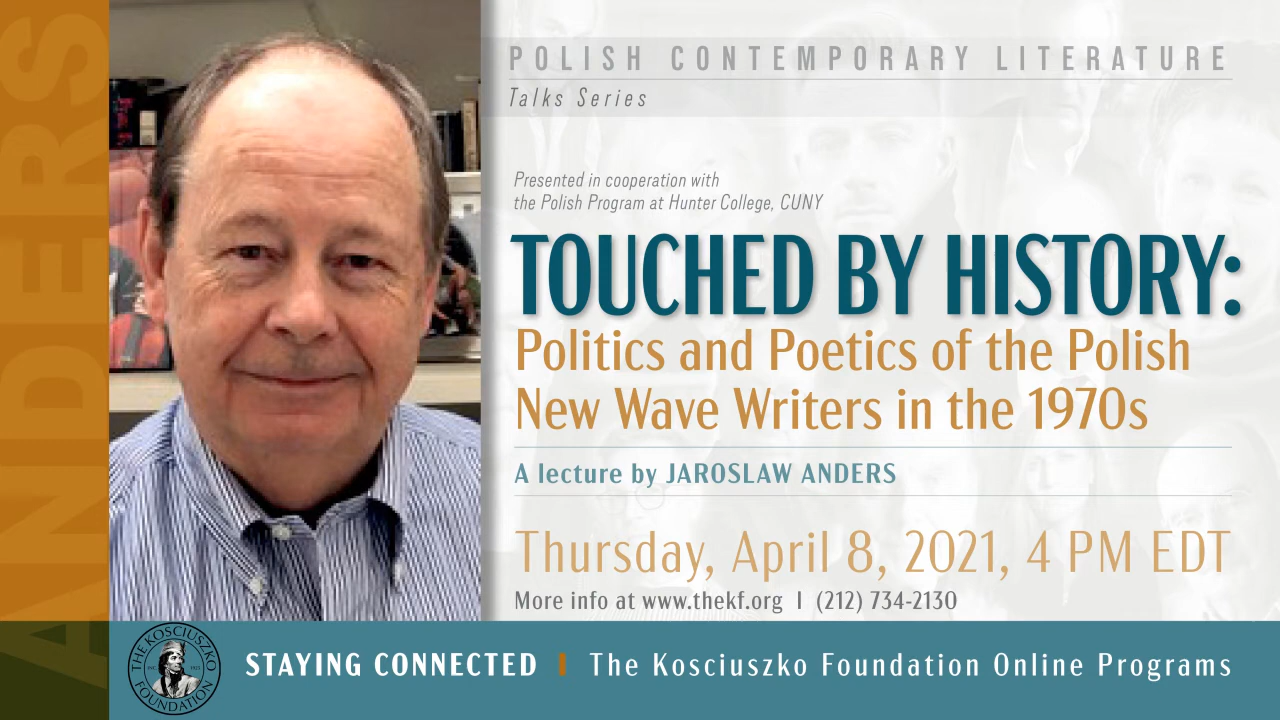 ANDERS
POLISH CONTEMPORARY LITERATURE
Talks Series
Presented in cooperation with
the Polish Program at Hunter College, CUNY
TOUCHED BY HISTORY:
Politics and Poetics of the Polish
New Wave Writers in the 1970s
A lecture by JAROSLAW ANDERS
Thursday, April 8, 2021, 4 PM EDT
More info at www.thekf.org I (212) 734-2130
THE KOSCIUSZKO
FOUNDATION
STAYING CONNECTED I The Kosciuszko Foundation Online Programs